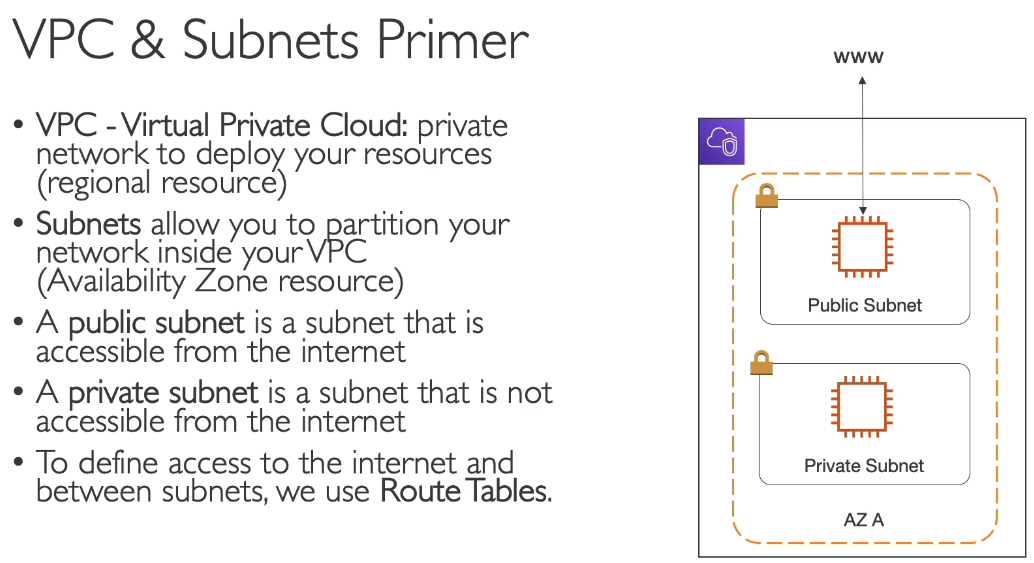 VPC & Subnets Primer
• VPC - Virtual Private Cloud: private
network to deploy your resources
(regional resource)
• Subnets allow you to partition your
network inside your VPC
(Availability Zone resource)
• A public subnet is a subnet that is
accessible from the internet
• A private subnet is a subnet that is not
accessible from the internet
• To define access to the internet and
between subnets, we use Route Tables.
www
Public Subnet
Private Subnet
AZ A